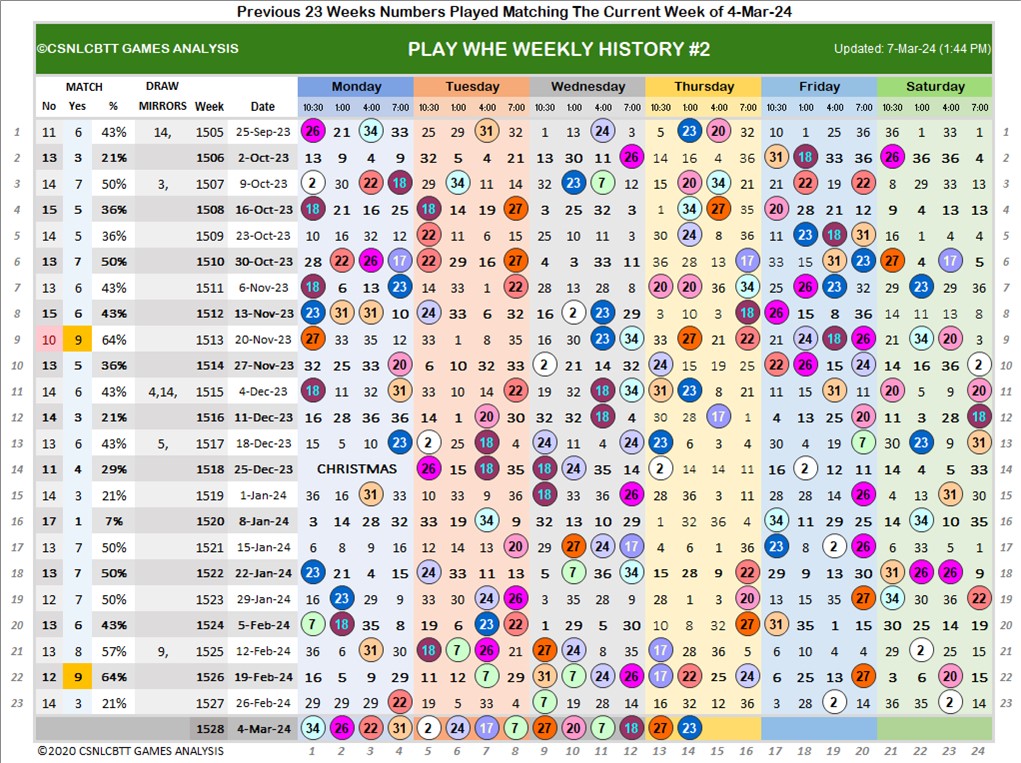 Previous 23 Weeks Numbers Played Matching The Current Week of 4-Mar-24
©CSNLCBTT GAMES ANALYSIS PLAY WHE WEEKLY HISTORY #2 Updated: 7-Mar-24 (1:44 PM)
MATCH DRAW Monday Tuesday Wednesday Thursday Friday Saturday
No Yes % MIRRORS Week Date 10:30 1:00 4:00 7:00 10:30 1:00 4:00 7:00 10:30 1:00 4:00 7:00 10:30 1:00 4:00 7:00 10:30 1:00 4:00 7:00 10:30 1:00 4:00 7:00
1 11 6 43% 14, 1505 25-Sep-23 26 21 34 33 25 29 31 32 1 13 24 3 5 23 20 32 10 1 25 36 36 1 33 1 1
2 13 3 21% 1506 2-Oct-23 13 9 4 9 32 5 4 21 13 30 11 26 14 16 4 36 31 18 33 36 26 36 36 4 2
3 14 7 50% 3, 1507 9-Oct-23 2 30 22 18 29 34 11 14 32 23 7 12 15 20 34 21 21 22 19 22 8 29 33 13 3
4 15 5 36% 1508 16-Oct-23 18 21 16 25 18 14 19 27 3 25 32 3 1 34 27 35 20 28 21 12 9 4 13 13 4
5 14 5 36% 1509 23-Oct-23 10 16 32 12 22 11 6 15 25 10 11 3 30 24 8 36 11 23 18 31 16 1 4 4 5
6 13 7 50% 1510 30-Oct-23 28 22 26 17 22 29 16 27 4 3 33 11 36 28 13 17 33 15 31 23 27 4 17 5 6
7 13 6 43% 1511 6-Nov-23 18 6 13 23 14 33 1 22 28 13 28 8 20 20 36 34 25 26 23 32 23 29 36 7
8 15 6 43% 1512 13-Nov-23 23 31 31 10 24 33 6 32 16 2 23 29 3 10 3 18 26 15 8 36 14 11 13 8 8
9 10 9 64% 1513 20-Nov-23 27 33 35 12 33 1 8 35 16 30 23 34 33 27 21 22 21 24 18 26 21 34 20 3 9
10 13 5 36% 1514 27-Nov-23 32 25 33 20 6 10 32 33 2 21 14 32 24 15 19 25 22 26 15 24 14 16 36 2 10
11 14 6 43% 4,14, 1515 4-Dec-23 18 11 32 31 33 10 14 22 19 32 18 34 31 23 8 21 11 15 31 11 20 5 9 20 11
12 14 3 21% 1516 11-Dec-23 16 28 36 36 14 1 20 30 32 32 18 4 30 28 17 1 4 13 25 20 11 3 28 18 12
13 13 6 43% 5, 1517 18-Dec-23 15 5 10 23 2 25 18 4 24 11 4 24 23 6 3 4 30 4 19 7 30 23 9 31 13
14 11 4 29% 1518 25-Dec-23 CHRISTMAS 26 15 18 35 18 24 35 14 2 14 14 11 16 2 12 11 14 4 5 33 14
15 14 3 21% 1519 1-Jan-24 36 16 31 33 10 33 9 36 18 33 36 26 28 36 3 11 28 28 14 26 4 13 31 30 15
16 17 1 7% 1520 8-Jan-24 3 14 28 32 33 19 34 9 32 13 10 29 1 32 36 4 34 11 29 25 14 34 10 35 16
17 13 7 50% 1521 15-Jan-24 6 8 9 16 12 14 13 20 29 27 24 17 4 6 1 36 23 8 2 26 6 33 5 1 17
18 13 7 50% 1522 22-Jan-24 23 21 4 15 24 33 11 13 5 7 36 34 15 28 9 22 29 9 13 30 31 26 26 9 18
19 12 7 50% 1523 29-Jan-24 16 23 29 9 33 30 24 26 3 35 28 9 28 1 3 20 13 15 35 27 34 30 36 22 19
20 13 6 43% 1524 5-Feb-24 7 18 35 8 19 6 23 22 1 29 5 30 10 8 32 27 31 35 1 15 30 25 14 19 20
21 13 8 57% 9, 1525 12-Feb-24 36 6 31 30 18 7 26 21 27 24 8 35 17 28 36 5 6 10 4 4 29 2 25 15 21
22 12 9 64% 1526 19-Feb-24 16 5 9 29 11 12 7 29 31 7 24 26 17 22 25 24 6 25 13 27 3 6 20 15 22
23 14 3 21% 1527 26-Feb-24 29 29 29 22 19 5 33 4 7 19 28 9 16 32 12 36 3 28 2 14 36 35 2 14 23
1528 4-Mar-24 34 26 22 31 2 24 17 7 27 20 7 18 27 23
©2020 CSNLCBTT GAMES ANALYSIS 1 2 3 4 5 6 7 8 9 10 11 12 13 14 15 16 17 18 19 20 21 22 23 24